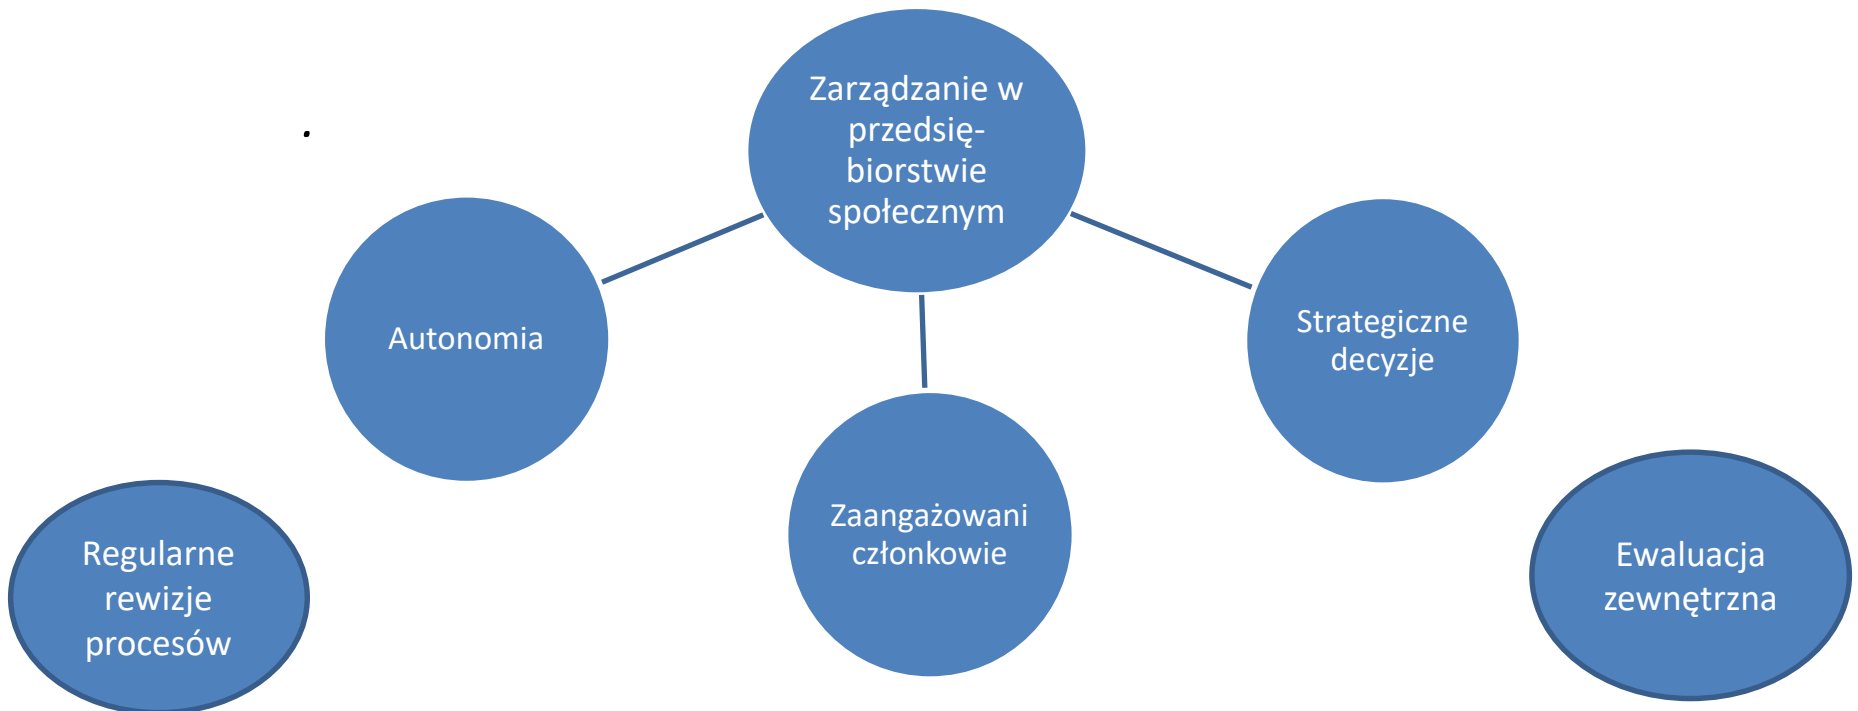 Zarządzanie w
przedsię-
biorstwie
społecznym
.
Autonomia
Strategiczne
decyzje
Zaangażowani
członkowie
Regularne
rewizje
procesów
Ewaluacja
zewnętrzna